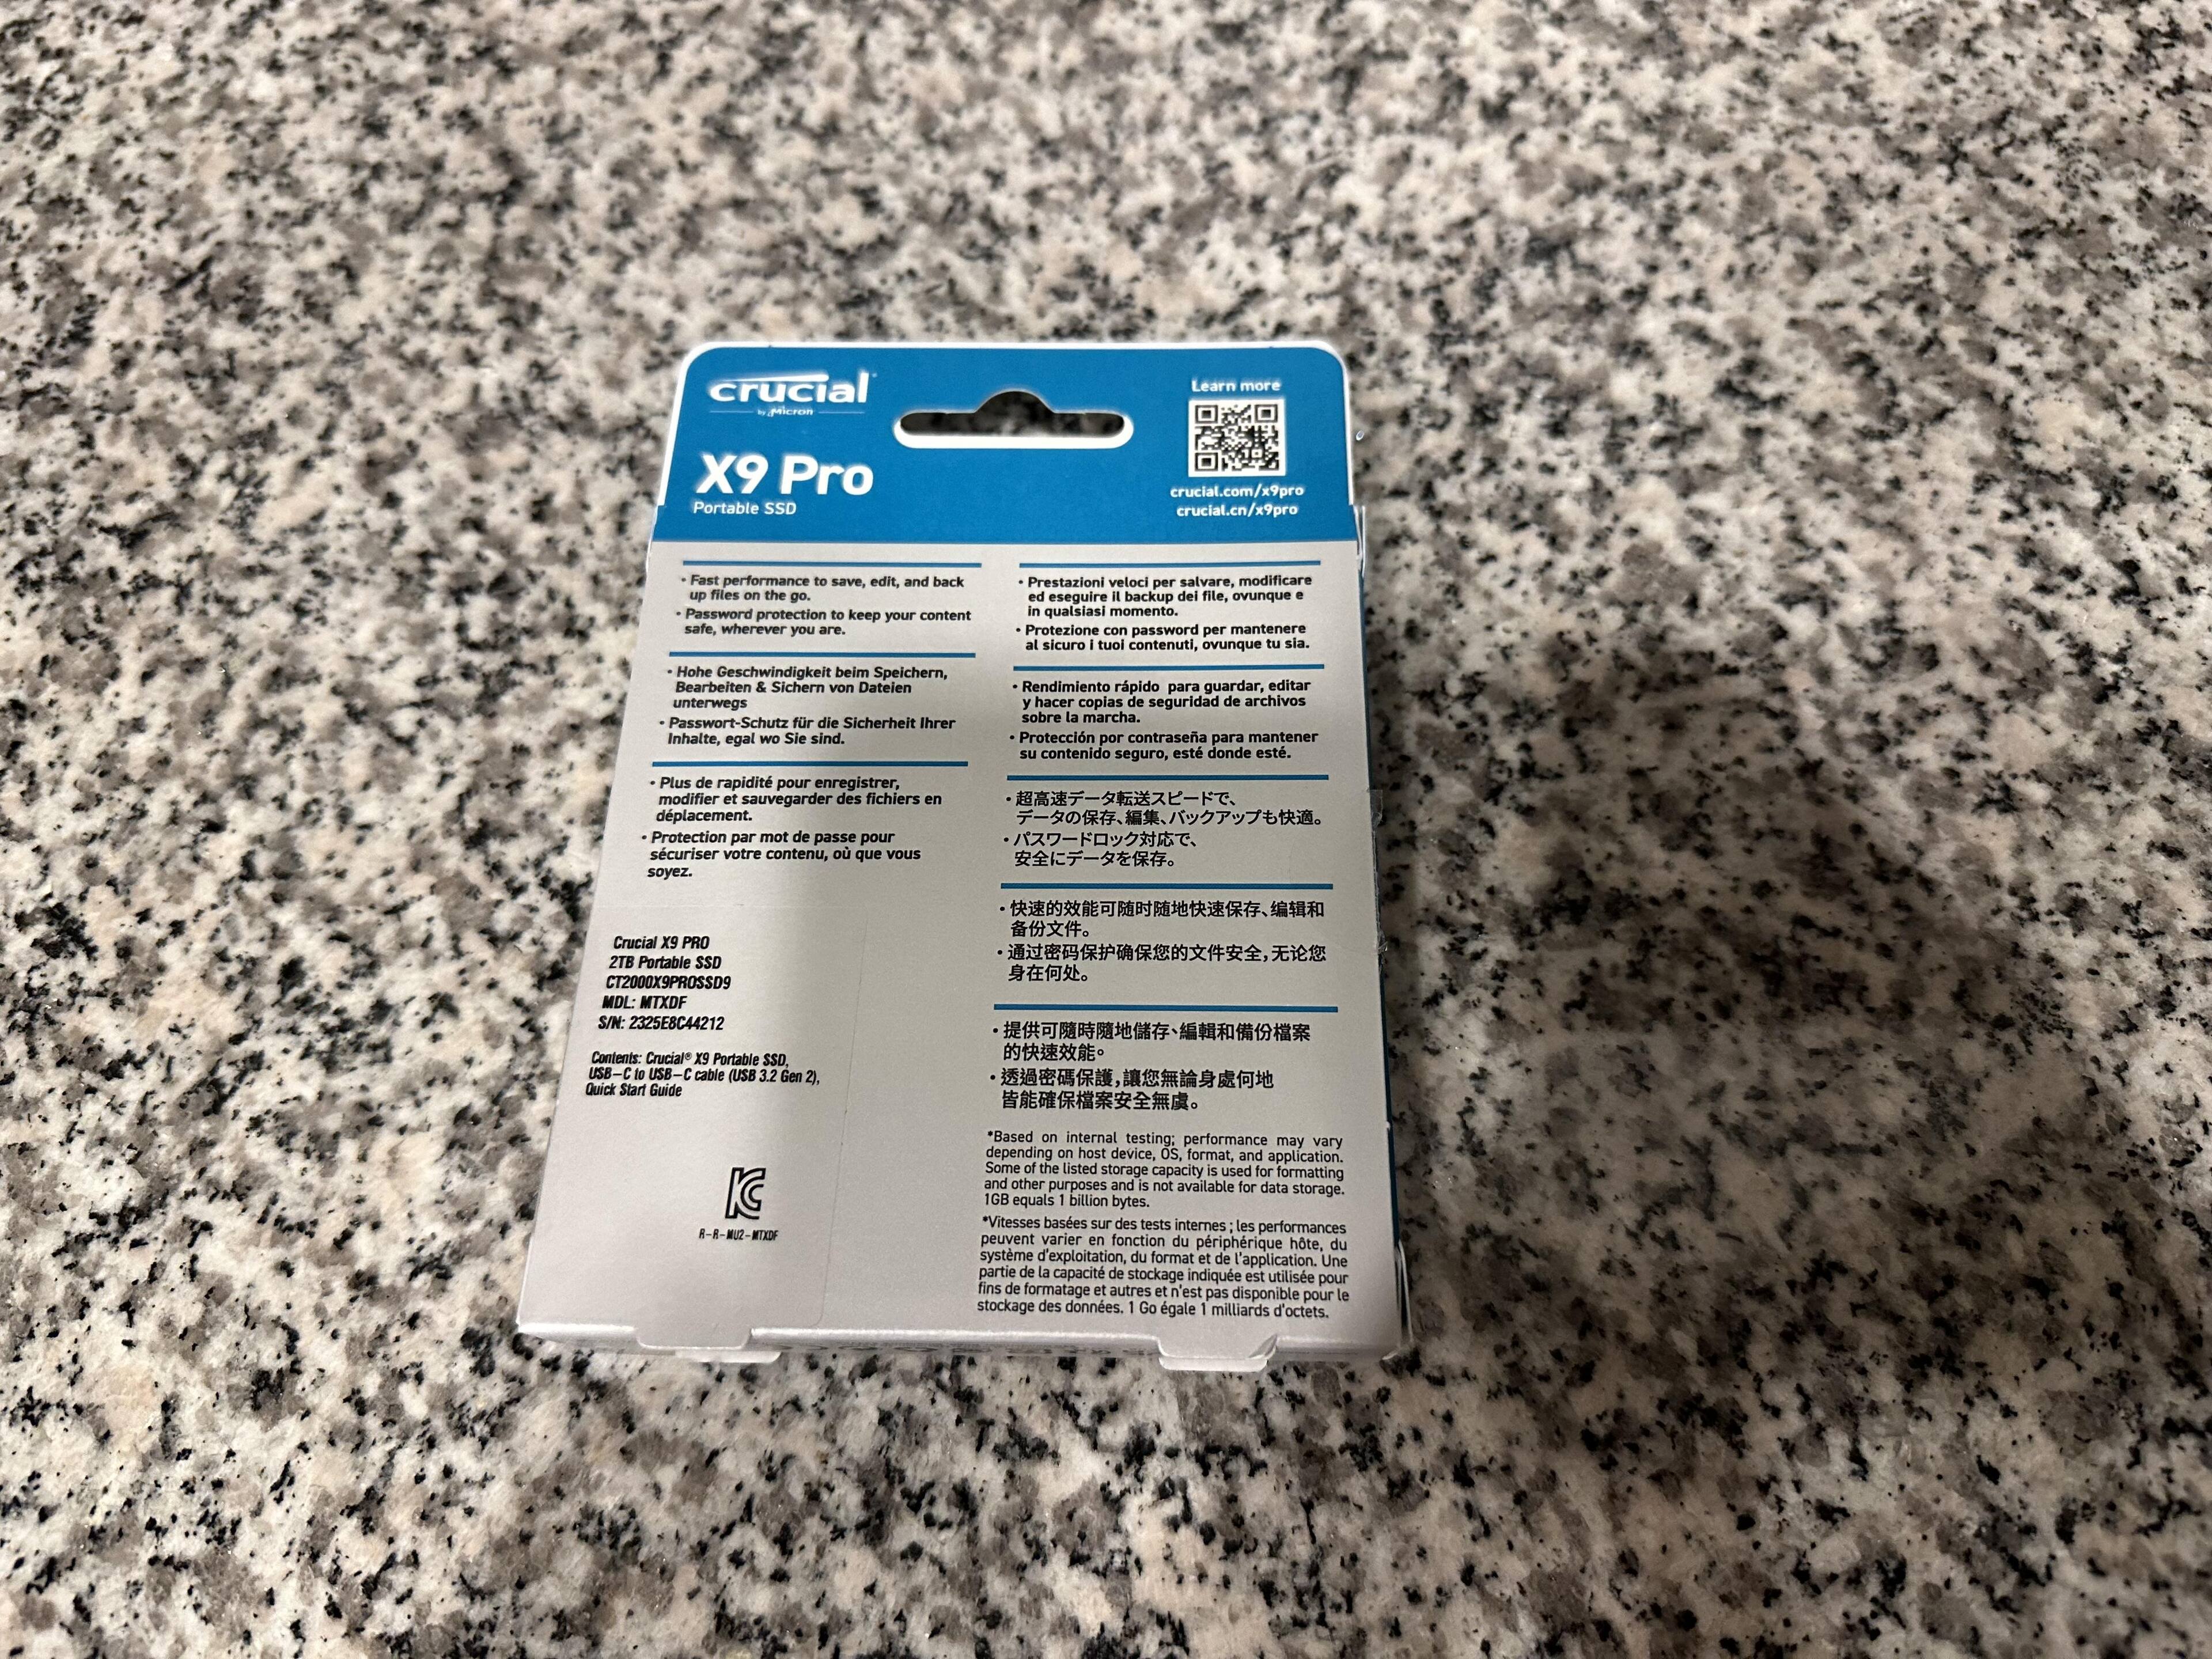 crucial
by Micron
X9 Pro
Portable SSD
Learn more
crucial.com/x9pro
crucial.cn/x9pro
• Fast performance to save, edit, and back
up files on the go.
• Password protection to keep your content
safe, wherever you are.
• Hohe Geschwindigkeit beim Speichern,
Bearbeiten & Sichern von Dateien
unterwegs
• Passwort-Schutz für die Sicherheit Ihrer
Inhalte, egal wo Sie sind.
• Plus de rapidité pour enregistrer,
modifier et sauvegarder des fichiers en
déplacement.
• Protection par mot de passe pour
sécuriser votre contenu, où que vous
soyez.
Crucial X9 PRO
2TB Portable SSD
CT2000X9PROSSD9
MDL: MTXDF
S/N: 2325E8C44212
Contents: Crucial® X9 Portable SSD,
USB-C to USB-C cable (USB 3.2 Gen 2),
Quick Start Guide
R-R-MU2-MTXDF
• Prestazioni veloci per salvare, modificare
ed eseguire il backup dei file, ovunque e
in qualsiasi momento.
• Protezione con password per mantenere
al sicuro i tuoi contenuti, ovunque tu sia.
• Rendimiento rápido para guardar, editar
y hacer copias de seguridad de archivos
sobre la marcha.
• Protección por contraseña para mantener
su contenido seguro, esté donde esté.
• 超高速データ転送スピードで、
データの保存、編集、バックアップも快適。
• パスワードロック対応で、
安全にデータを保存。
• 快速的效能可随时随地快速保存、编辑和
备份文件。
• 通过密码保护确保您的文件安全，无论您
身在何处。
• 提供可隨時隨地儲存、編輯和備份檔案
的快速效能。
• 透過密碼保護，讓您無論身處何地
皆能確保檔案安全無虞。
*Based on internal testing; performance may vary
depending on host device, OS, format, and application.
Some of the listed storage capacity is used for formatting
and other purposes and is not available for data storage.
1GB equals 1 billion bytes.
*Vitesses basées sur des tests internes ; les performances
peuvent varier en fonction du périphérique hôte, du
système d'exploitation, du format et de l'application. Une
partie de la capacité de stockage indiquée est utilisée pour
fins de formatage et autres et n'est pas disponible pour le
stockage des données. 1 Go égale 1 milliards d'octets.